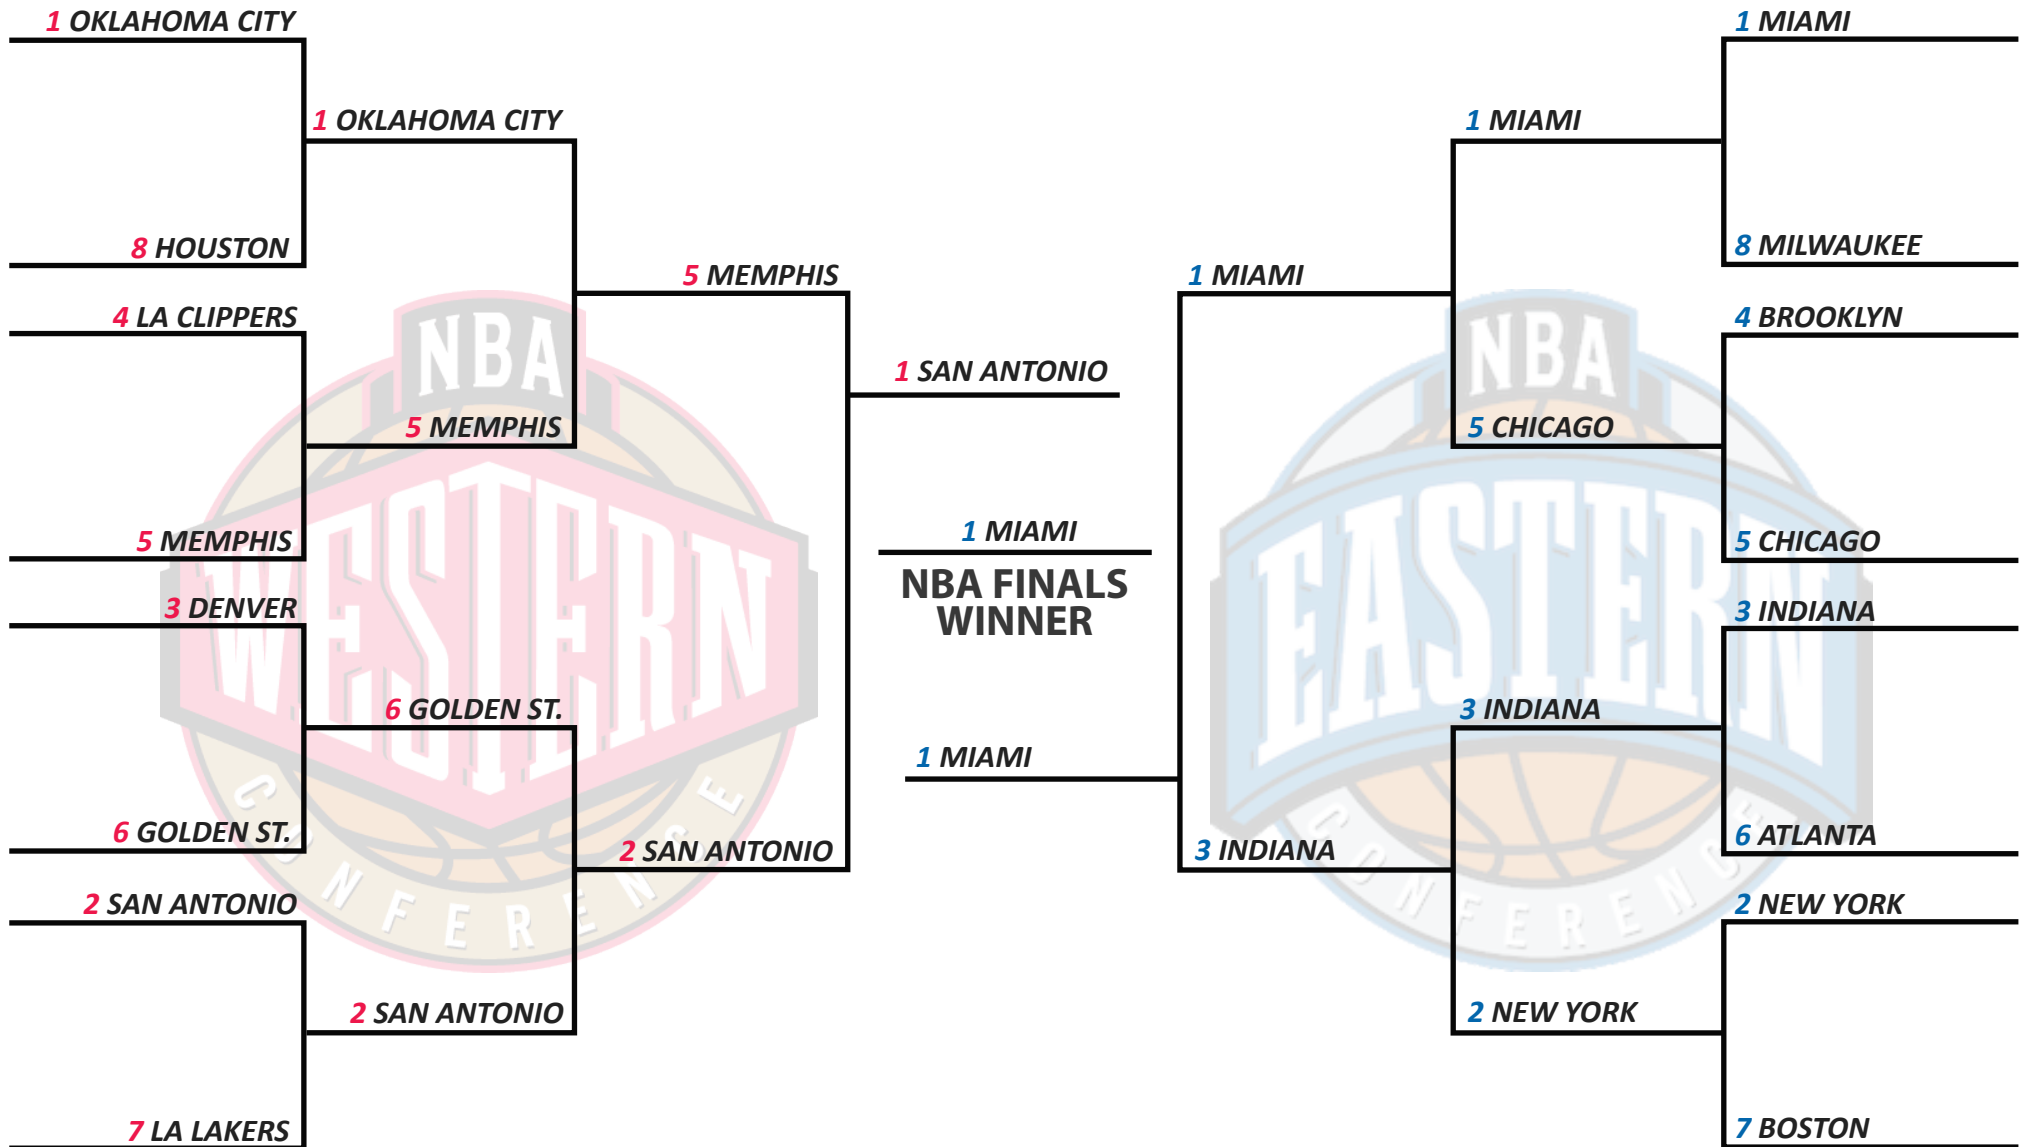 1 OKLAHOMA CITY
8 HOUSTON
4 LA CLIPPERS
5 MEMPHIS
3 DENVER
6 GOLDEN ST.
2 SAN ANTONIO
7 LA LAKERS
1 OKLAHOMA CITY
5 MEMPHIS
6 GOLDEN ST.
2 SAN ANTONIO
5 MEMPHIS
2 SAN ANTONIO
1 SAN ANTONIO
1 MIAMI
NBA FINALS
WINNER
1 MIAMI
1 MIAMI
3 INDIANA
1 MIAMI
5 CHICAGO
3 INDIANA
2 NEW YORK
1 MIAMI
8 MILWAUKEE
4 BROOKLYN
5 CHICAGO
3 INDIANA
6 ATLANTA
2 NEW YORK
7 BOSTON
NBA
WESTERN
CONFERENCE
NBA
EASTERN
CONFERENCE